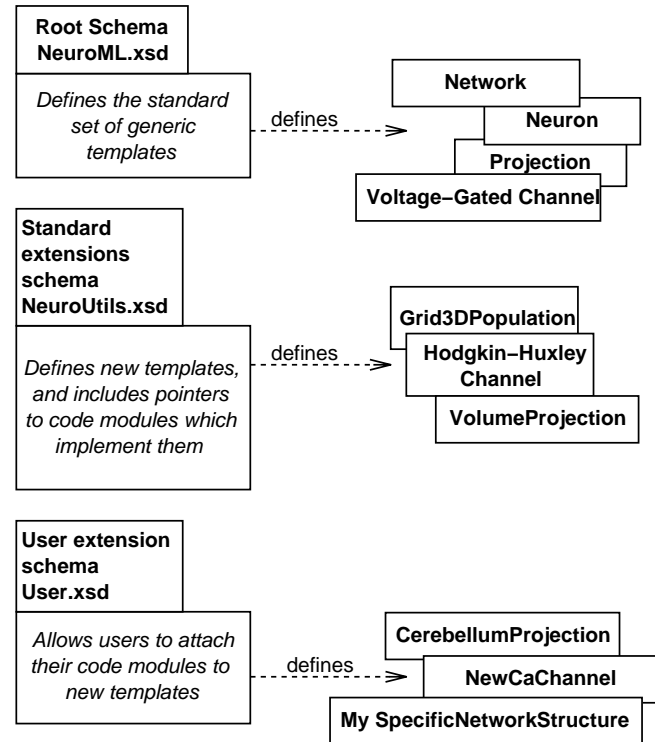 Root Schema
NeuroML.xsd
Defines the standard
set of generic
templates
defines
Network
Neuron
Projection
Voltage−Gated Channel
Standard
extensions
schema
NeuroUtils.xsd
Defines new templates,
and includes pointers
to code modules which
implement them
defines
Grid3DPopulation
Hodgkin−Huxley
Channel
VolumeProjection
User extension
schema
User.xsd
Allows users to attach
their code modules to
new templates
defines
CerebellumProjection
NewCaChannel
My SpecificNetworkStructure